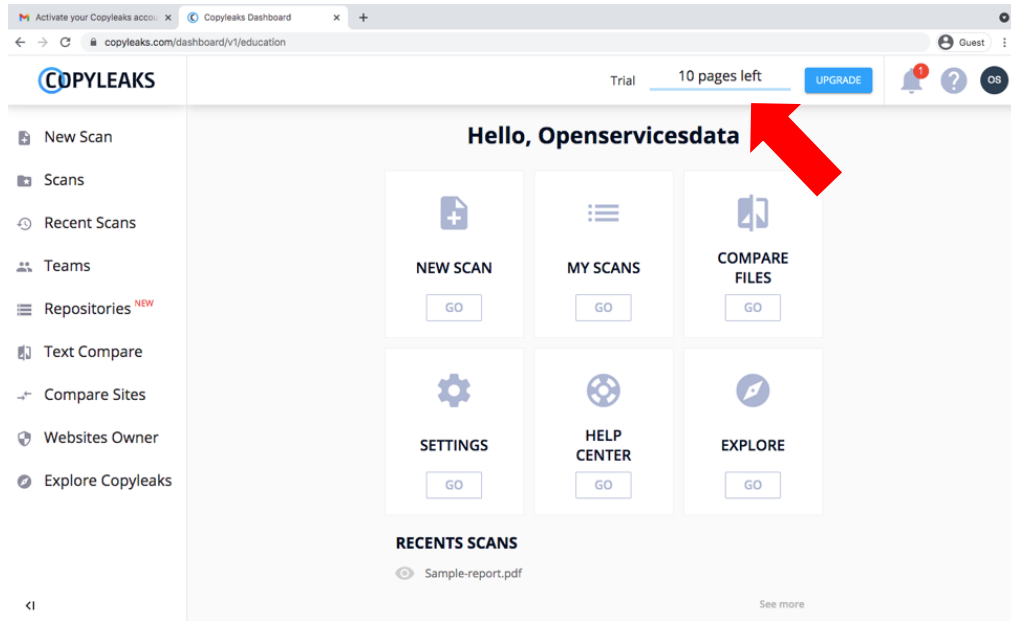 Activate your Copyleaks accou
Copyleaks Dashboard
copyleaks.com/dashboard/v1/education
Guest
COPYLEAKS
Trial
10 pages left
UPGRADE
1
?
OS
New Scan
Scans
Recent Scans
Teams
Repositories NEW
Text Compare
Compare Sites
Websites Owner
Explore Copyleaks
Hello, Openservicesdata
NEW SCAN
GO
MY SCANS
GO
COMPARE
FILES
GO
SETTINGS
GO
HELP
CENTER
GO
EXPLORE
GO
RECENTS SCANS
Sample-report.pdf
See more